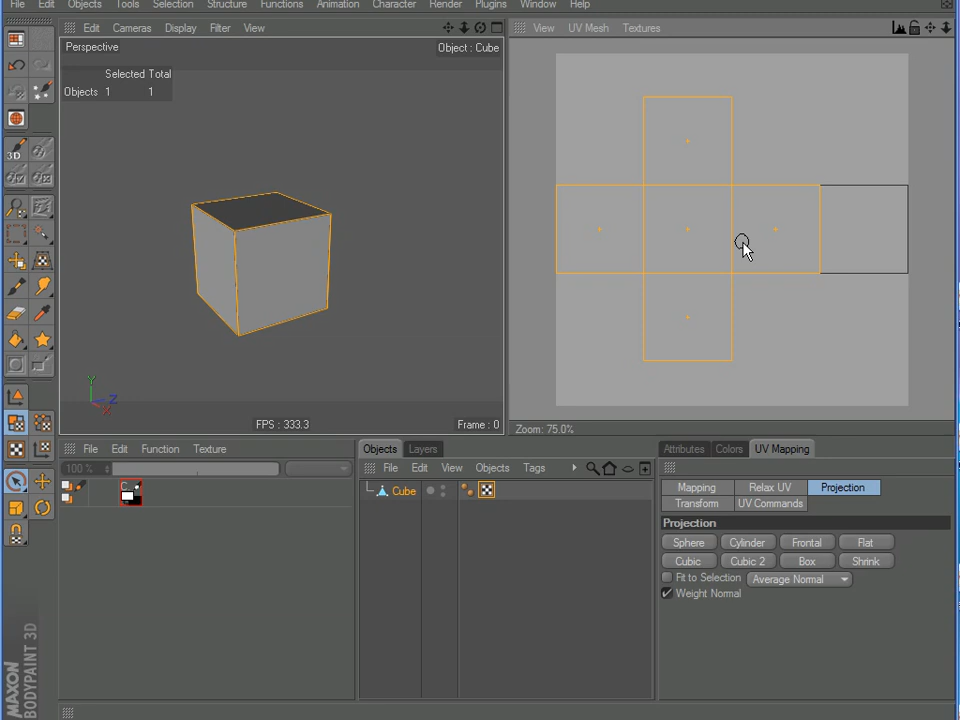 File Edit Objects Tools Selection Structure Functions Animation Character Render Plugins Window Help
Edit Cameras Display Filter View
View UV Mesh Textures
Perspective
Object : Cube
Selected Total
Objects 1 1
3D
Y
Z
X
FPS : 333.3
Frame : 0
Zoom: 75.0%
File Edit Function Texture
100 %
C
Objects Layers
File Edit View Objects Tags
Cube
Attributes Colors UV Mapping
Mapping Relax UV Projection
Transform UV Commands
Projection
Sphere Cylinder Frontal Flat
Cubic Cubic 2 Box Shrink
Fit to Selection Average Normal
Weight Normal
MAXON
BODYPAINT 3D